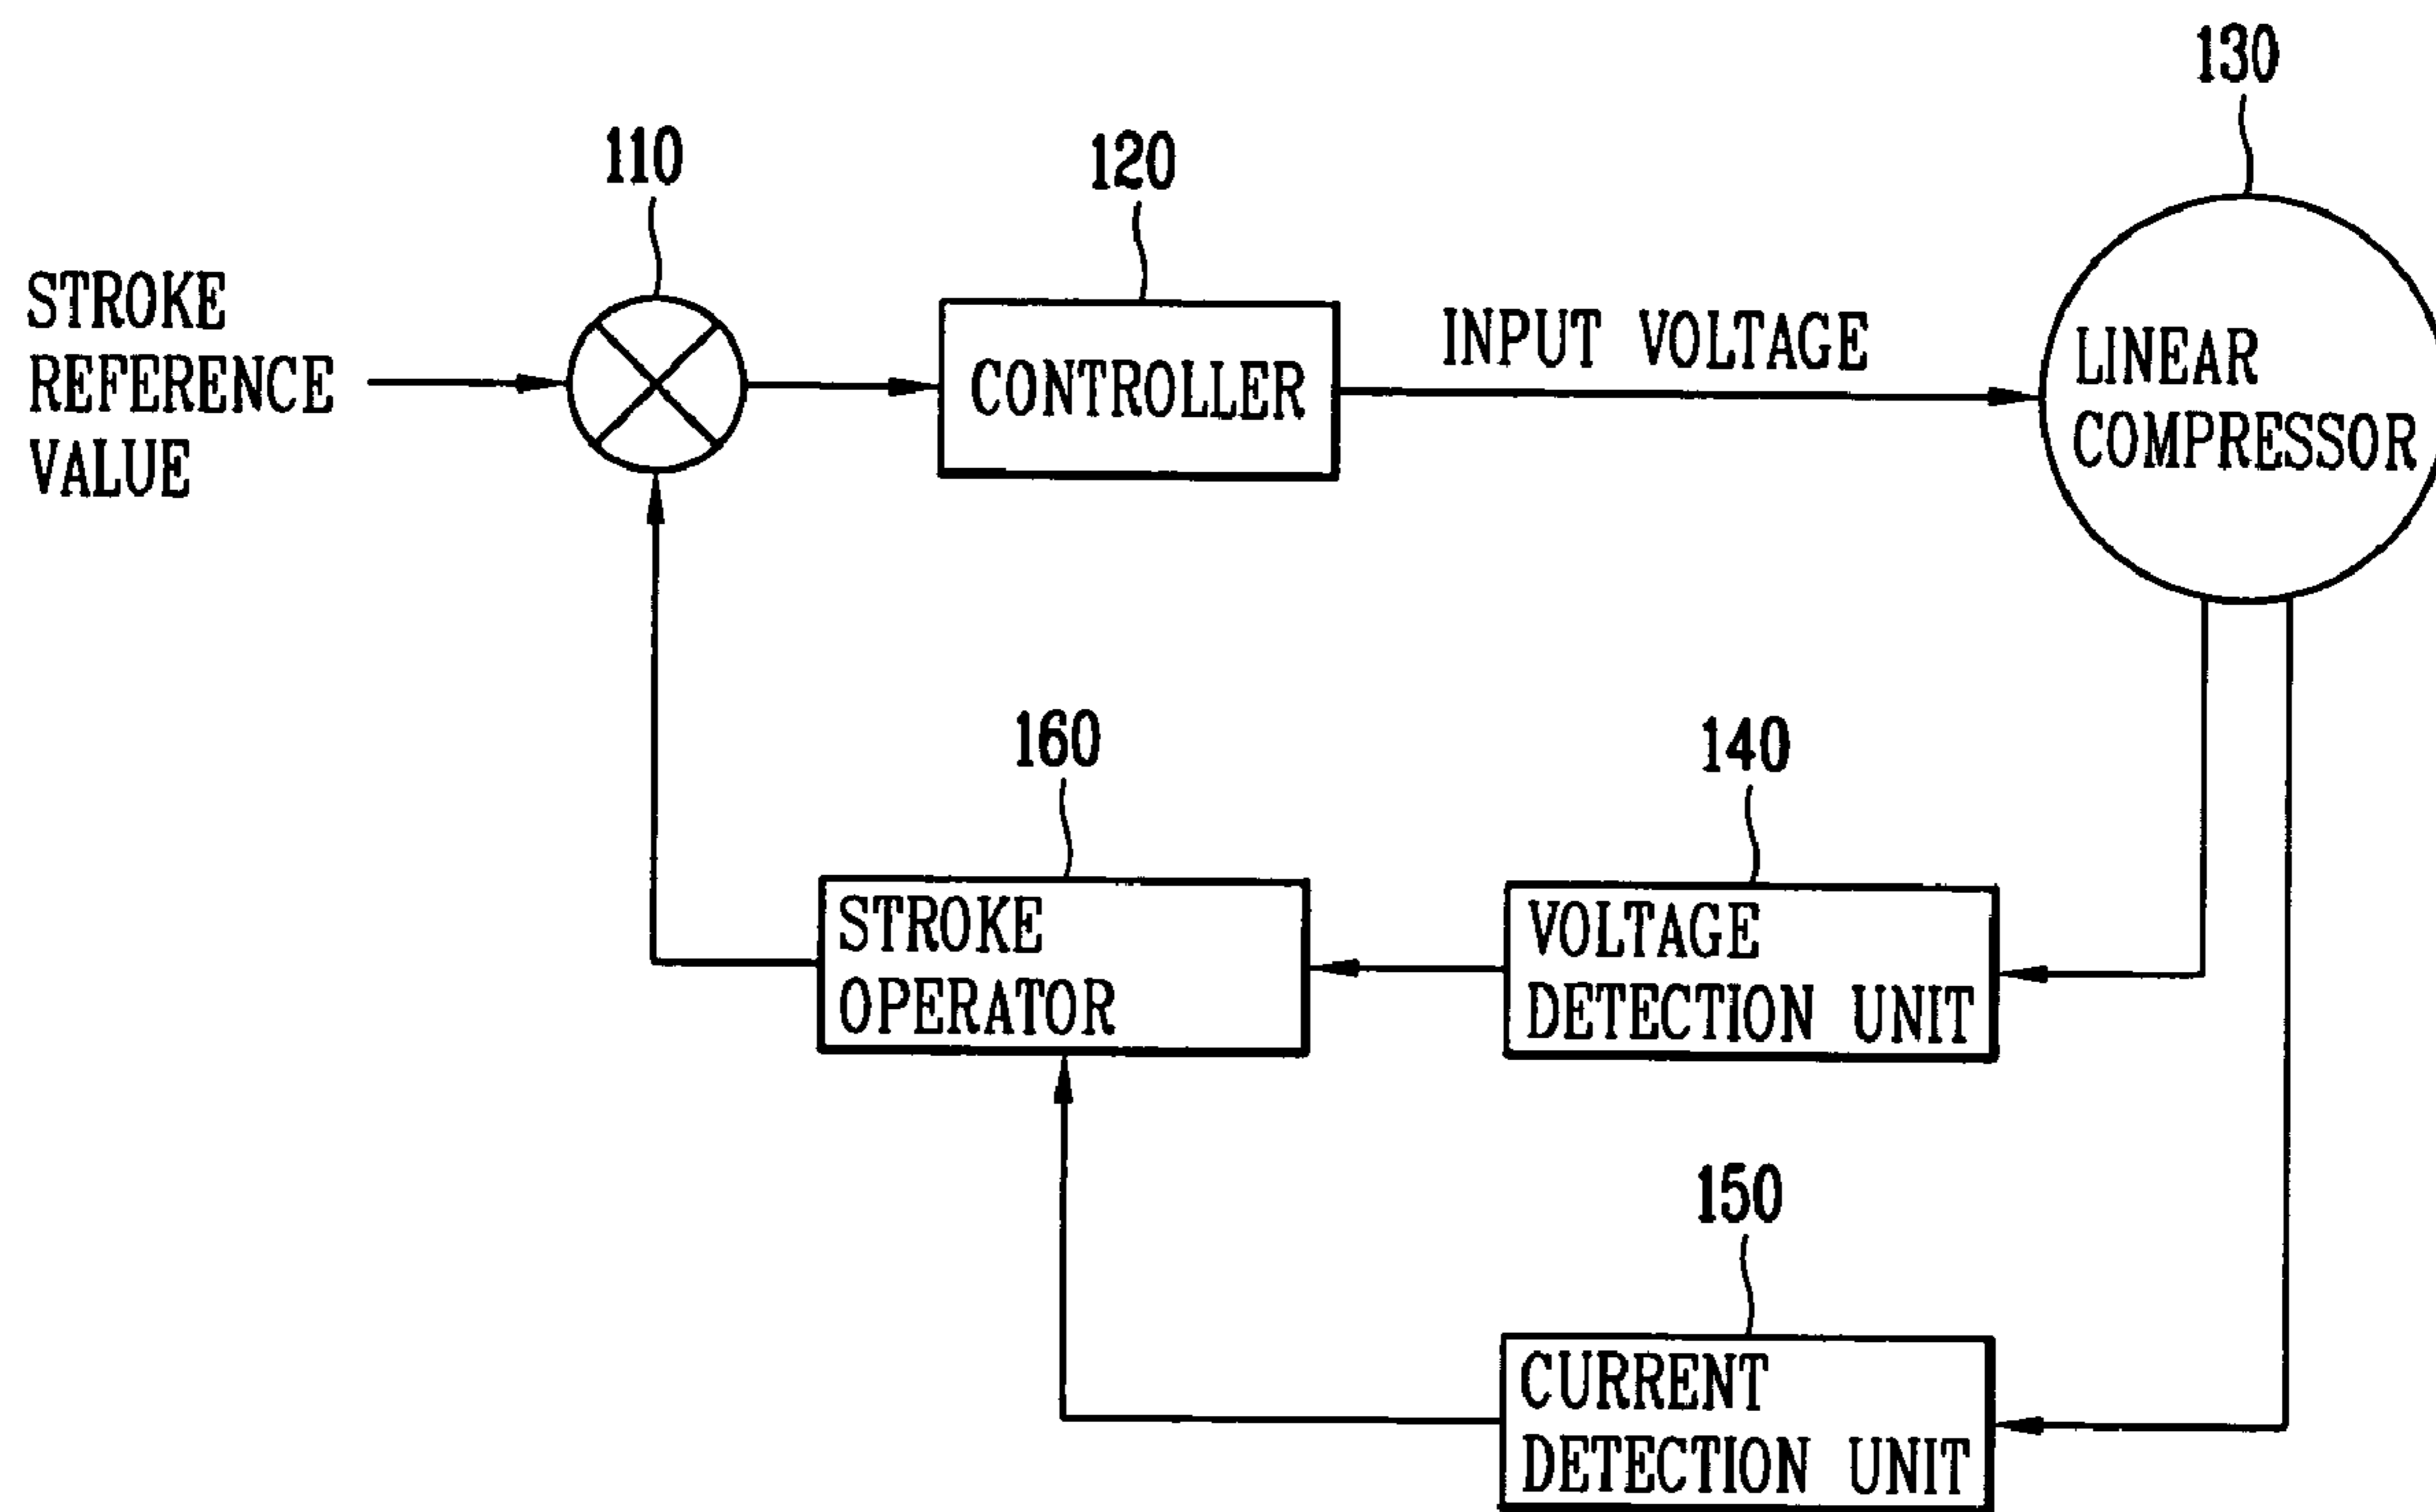 130
110
120
STROKE
REFERENCE
VALUE
CONTROLLER
INPUT VOLTAGE
LINEAR
COMPRESSOR
160
140
STROKE
OPERATOR
VOLTAGE
DETECTION UNIT
150
CURRENT
DETECTION UNIT